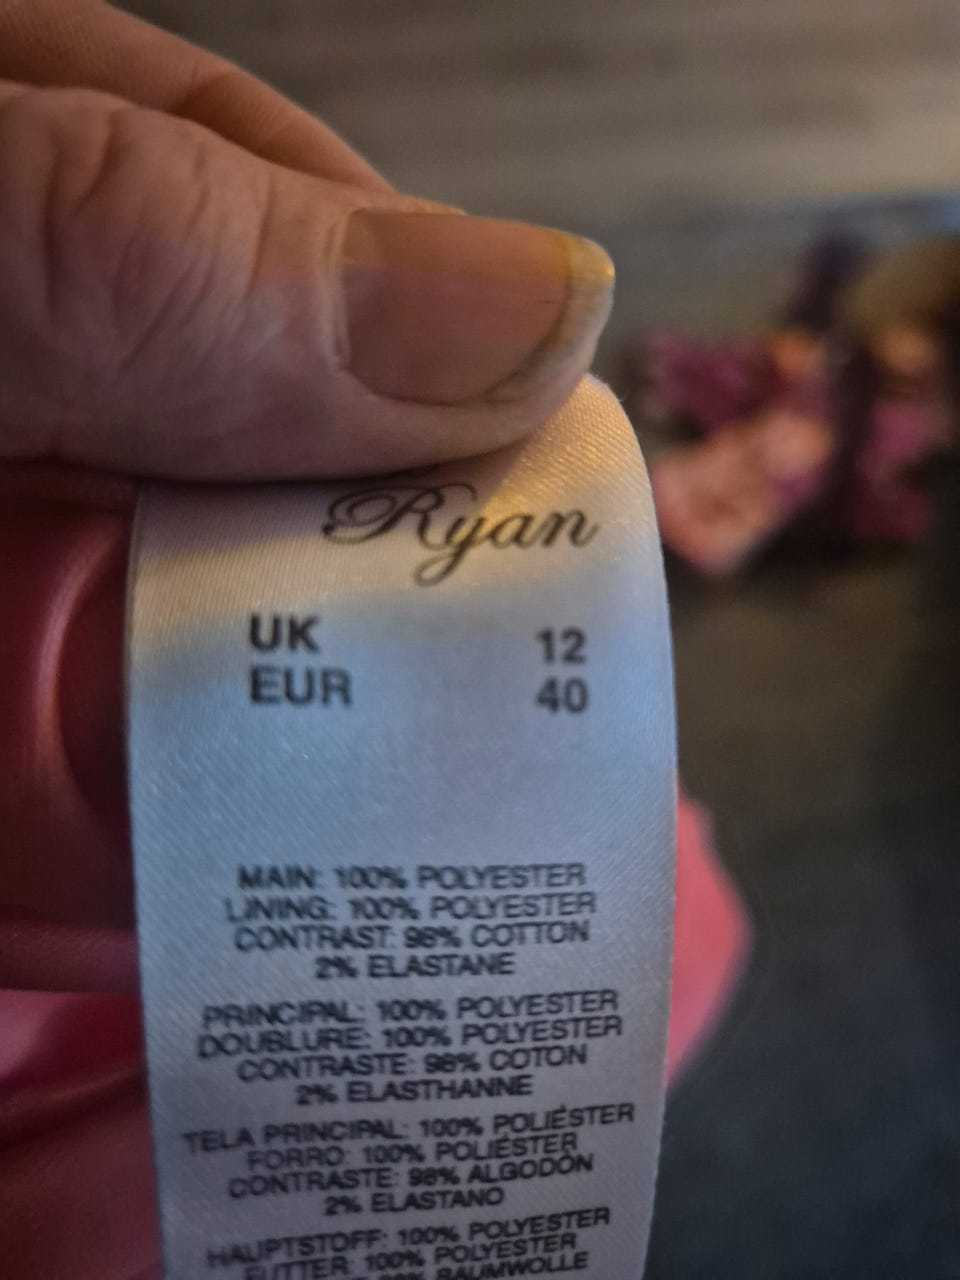 Ryan
UK 12
EUR 40
MAIN: 100% POLYESTER
LINING: 100% POLYESTER
CONTRAST: 98% COTTON
2% ELASTANE
PRINCIPAL: 100% POLYESTER
DOUBLURE: 100% POLYESTER
CONTRASTE: 98% COTON
2% ELASTHANNE
TELA PRINCIPAL: 100% POLIÉSTER
FORRO: 100% POLIÉSTER
CONTRASTE: 98% ALGODÓN
2% ELASTANO
HAUPTSTOFF: 100% POLYESTER
FUTTER: 100% POLYESTER
98% BAUMWOLLE